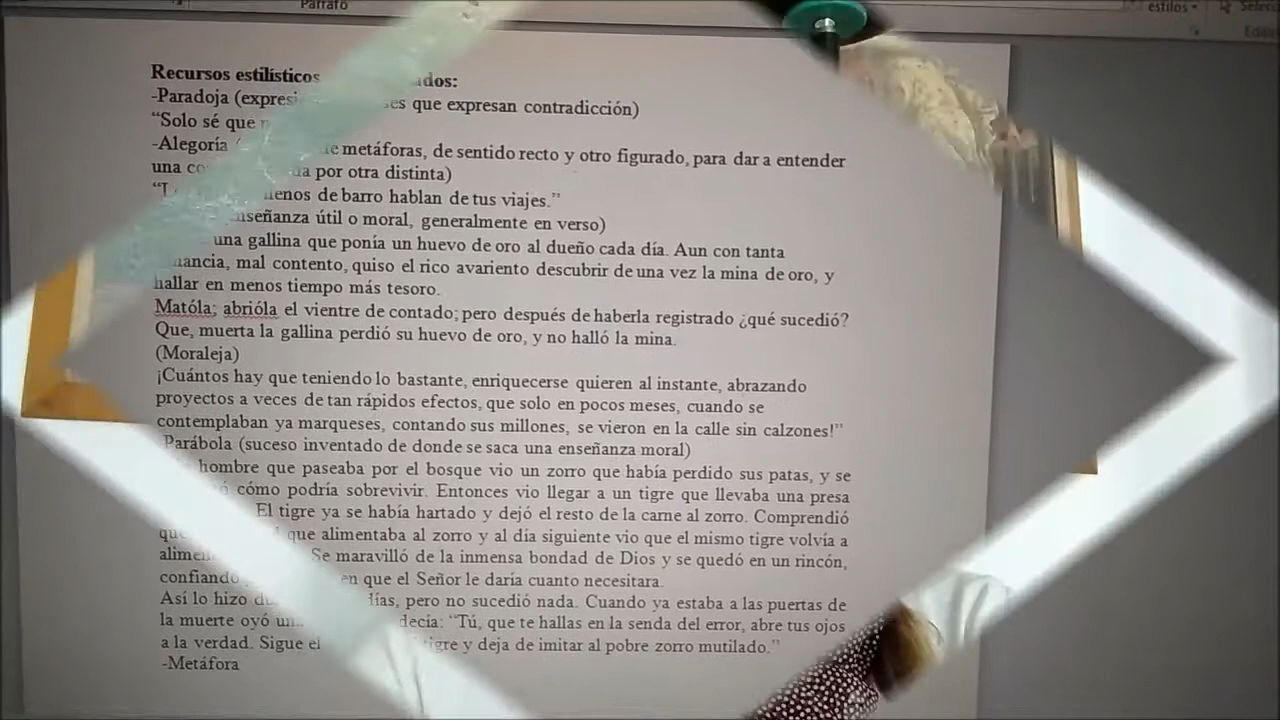 Párrafo
estilos
Recursos estilísticos
-Paradoja que expresan contradicción)
“Solo sé que
-Alegoría metáforas, de sentido recto y otro figurado, para dar a entender
una por otra distinta)
de barro hablan de tus viajes.”
útil o moral, generalmente en verso)
una gallina que ponía un huevo de oro al dueño cada día. Aun con tanta
mal contento, quiso el rico avariento descubrir de una vez la mina de oro, y
hallar en menos tiempo más tesoro.
Matóla; abrióla el vientre de contado; pero después de haberla registrado ¿qué sucedió?
Que, muerta la gallina perdió su huevo de oro, y no halló la mina.
(Moraleja)
¡Cuántos hay que teniendo lo bastante, enriquecerse quieren al instante, abrazando
proyectos a veces de tan rápidos efectos, que solo en pocos meses, cuando se
contemplaban ya marqueses, contando sus millones, se vieron en la calle sin calzones!”
Parábola (suceso inventado de donde se saca una enseñanza moral)
hombre que paseaba por el bosque vio un zorro que había perdido sus patas, y se
cómo podría sobrevivir. Entonces vio llegar a un tigre que llevaba una presa
El tigre ya se había hartado y dejó el resto de la carne al zorro. Comprendió
que alimentaba al zorro y al día siguiente vio que el mismo tigre volvía a
Se maravilló de la inmensa bondad de Dios y se quedó en un rincón,
confiando en que el Señor le daría cuanto necesitara.
Así lo hizo días, pero no sucedió nada. Cuando ya estaba a las puertas de
la muerte oyó decía: “Tú, que te hallas en la senda del error, abre tus ojos
a la verdad. Sigue el tigre y deja de imitar al pobre zorro mutilado.”
-Metáfora